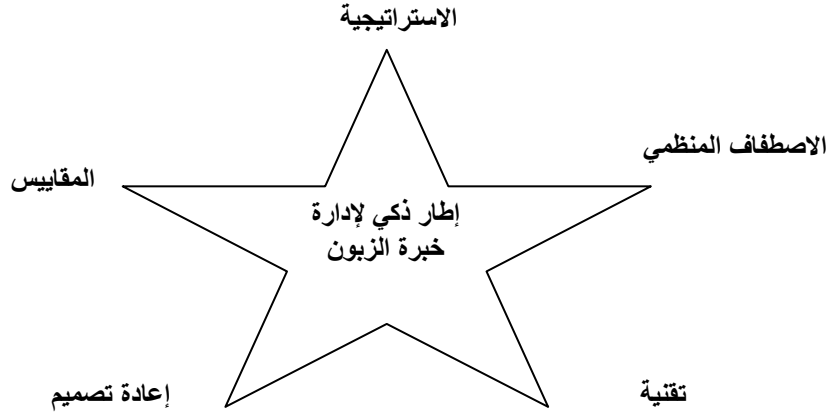 الاستراتيجية
الاصطفاف المنظمي
المقاييس
إطار ذكي لإدارة
خبرة الزبون
تقنية
إعادة تصميم